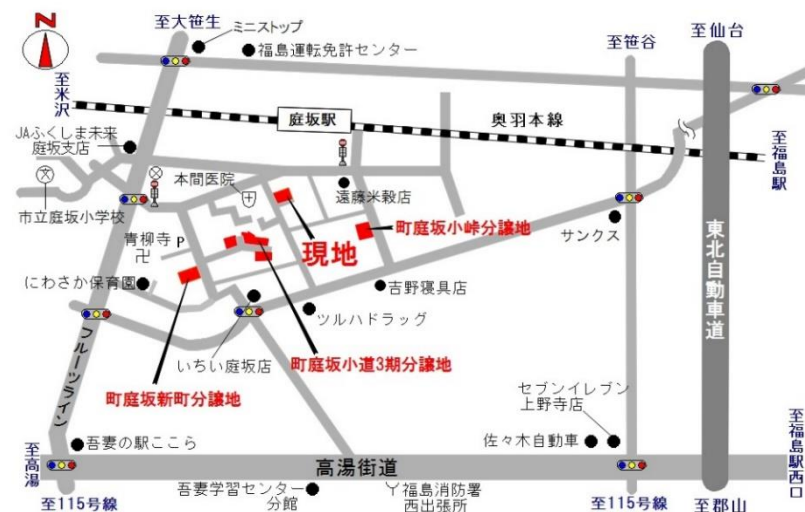 N
至大笹生
ミニストップ
福島運転免許センター
至笹谷
至仙台
至米沢
庭坂駅
奥羽本線
至福島駅
JAふくしま未来
庭坂支店
本間医院
遠藤米穀店
市立庭坂小学校
文
青柳寺
卍
P
現地
町庭坂小峠分譲地
サンクス
東北自動車道
にわさか保育園
吉野寝具店
ツルハドラッグ
フルーツライン
いちい庭坂店
町庭坂小道3期分譲地
町庭坂新町分譲地
セブンイレブン
上野寺店
佐々木自動車
吾妻の駅ここら
至高湯
高湯街道
至福島駅西口
至115号線
吾妻学習センター
分館
福島消防署
西出張所
至115号線
至郡山